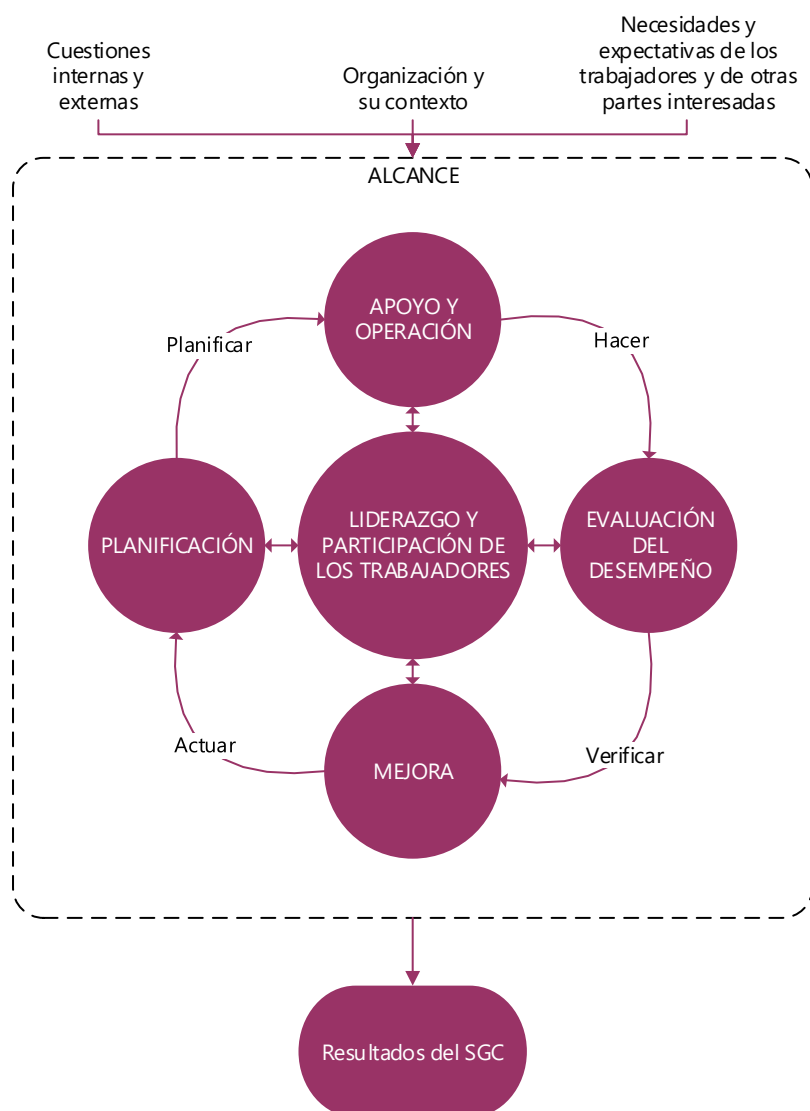 Cuestiones
internas y
externas
Organización y
su contexto
Necesidades y
expectativas de los
trabajadores y de otras
partes interesadas
ALCANCE
APOYO Y
OPERACIÓN
Planificar
Hacer
PLANIFICACIÓN
LIDERAZGO Y
PARTICIPACIÓN DE
LOS TRABAJADORES
EVALUACIÓN
DEL
DESEMPEÑO
Actuar
Verificar
MEJORA
Resultados del SGC